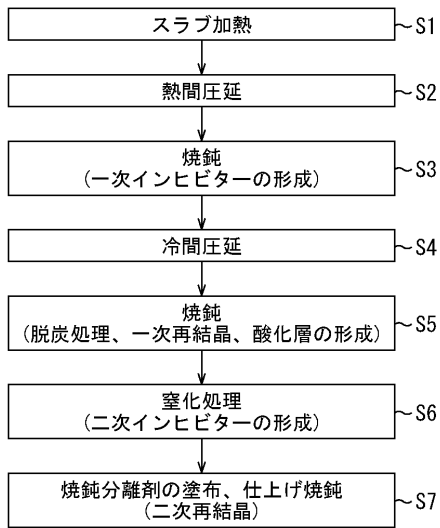 スラブ加熱 S1
熱間圧延 S2
焼鈍
(一次インヒビターの形成) S3
冷間圧延 S4
焼鈍
(脱炭処理、一次再結晶、酸化層の形成) S5
窒化処理
(二次インヒビターの形成) S6
焼鈍分離剤の塗布、仕上げ焼鈍
(二次再結晶) S7